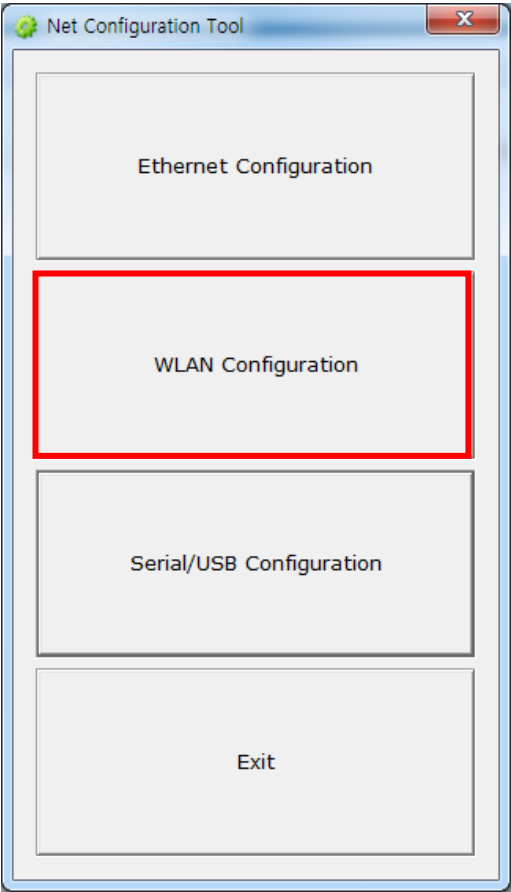 Net Configuration Tool
Ethernet Configuration
WLAN Configuration
Serial/USB Configuration
Exit